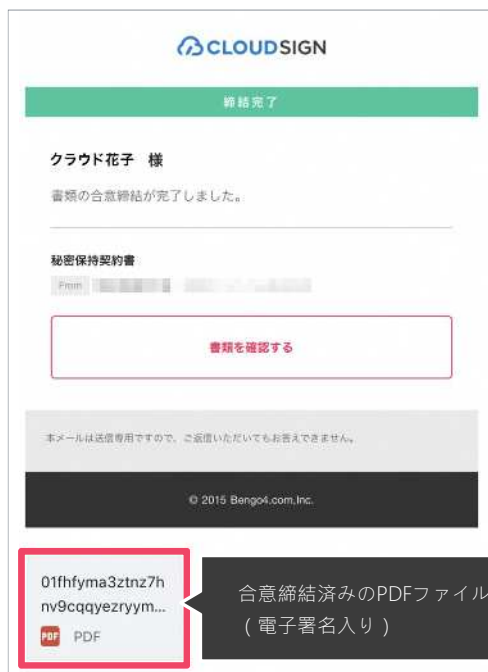 CLOUDSIGN
締結完了
クラウド花子 様
書類の合意締結が完了しました。
秘密保持契約書
From
書類を確認する
本メールは送信専用ですので、ご返信いただいてもお答えできません。
© 2015 Bengo4.com,Inc.
01fhfyma3ztnz7h
nv9cqqyezryym...
PDF PDF
合意締結済みのPDFファイル
(電子署名入り)